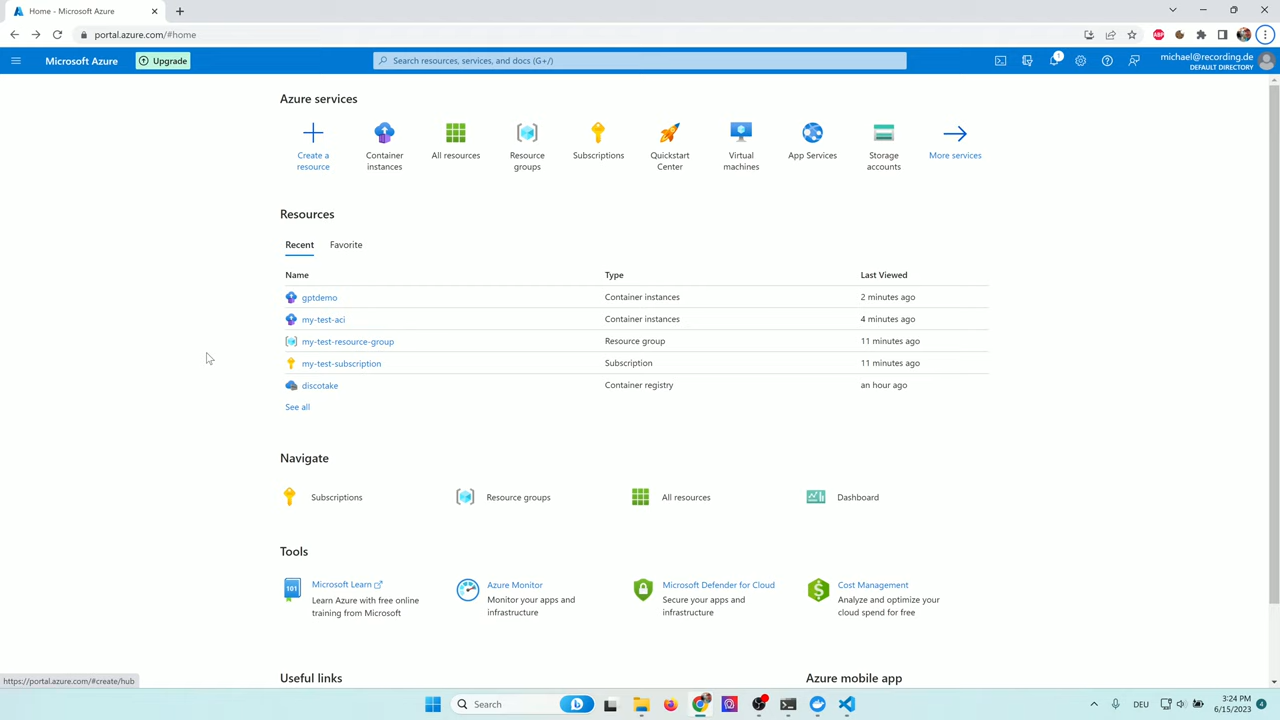 Home - Microsoft Azure
portal.azure.com/#home
ABP
Microsoft Azure
Upgrade
Search resources, services, and docs (G+/)
1
michael@recording.de
DEFAULT DIRECTORY
Azure services
Create a resource
Container instances
All resources
Resource groups
Subscriptions
Quickstart Center
Virtual machines
App Services
Storage accounts
More services
Resources
Recent Favorite
Name Type Last Viewed
gptdemo Container instances 2 minutes ago
my-test-aci Container instances 4 minutes ago
my-test-resource-group Resource group 11 minutes ago
my-test-subscription Subscription 11 minutes ago
discotake Container registry an hour ago
See all
Navigate
Subscriptions Resource groups All resources Dashboard
Tools
101
Microsoft Learn
Learn Azure with free online
training from Microsoft
Azure Monitor
Monitor your apps and
infrastructure
Microsoft Defender for Cloud
Secure your apps and
infrastructure
Cost Management
Analyze and optimize your
cloud spend for free
https://portal.azure.com/#create/hub
Useful links Azure mobile app
Search
DEU
3:24 PM
6/15/2023
4